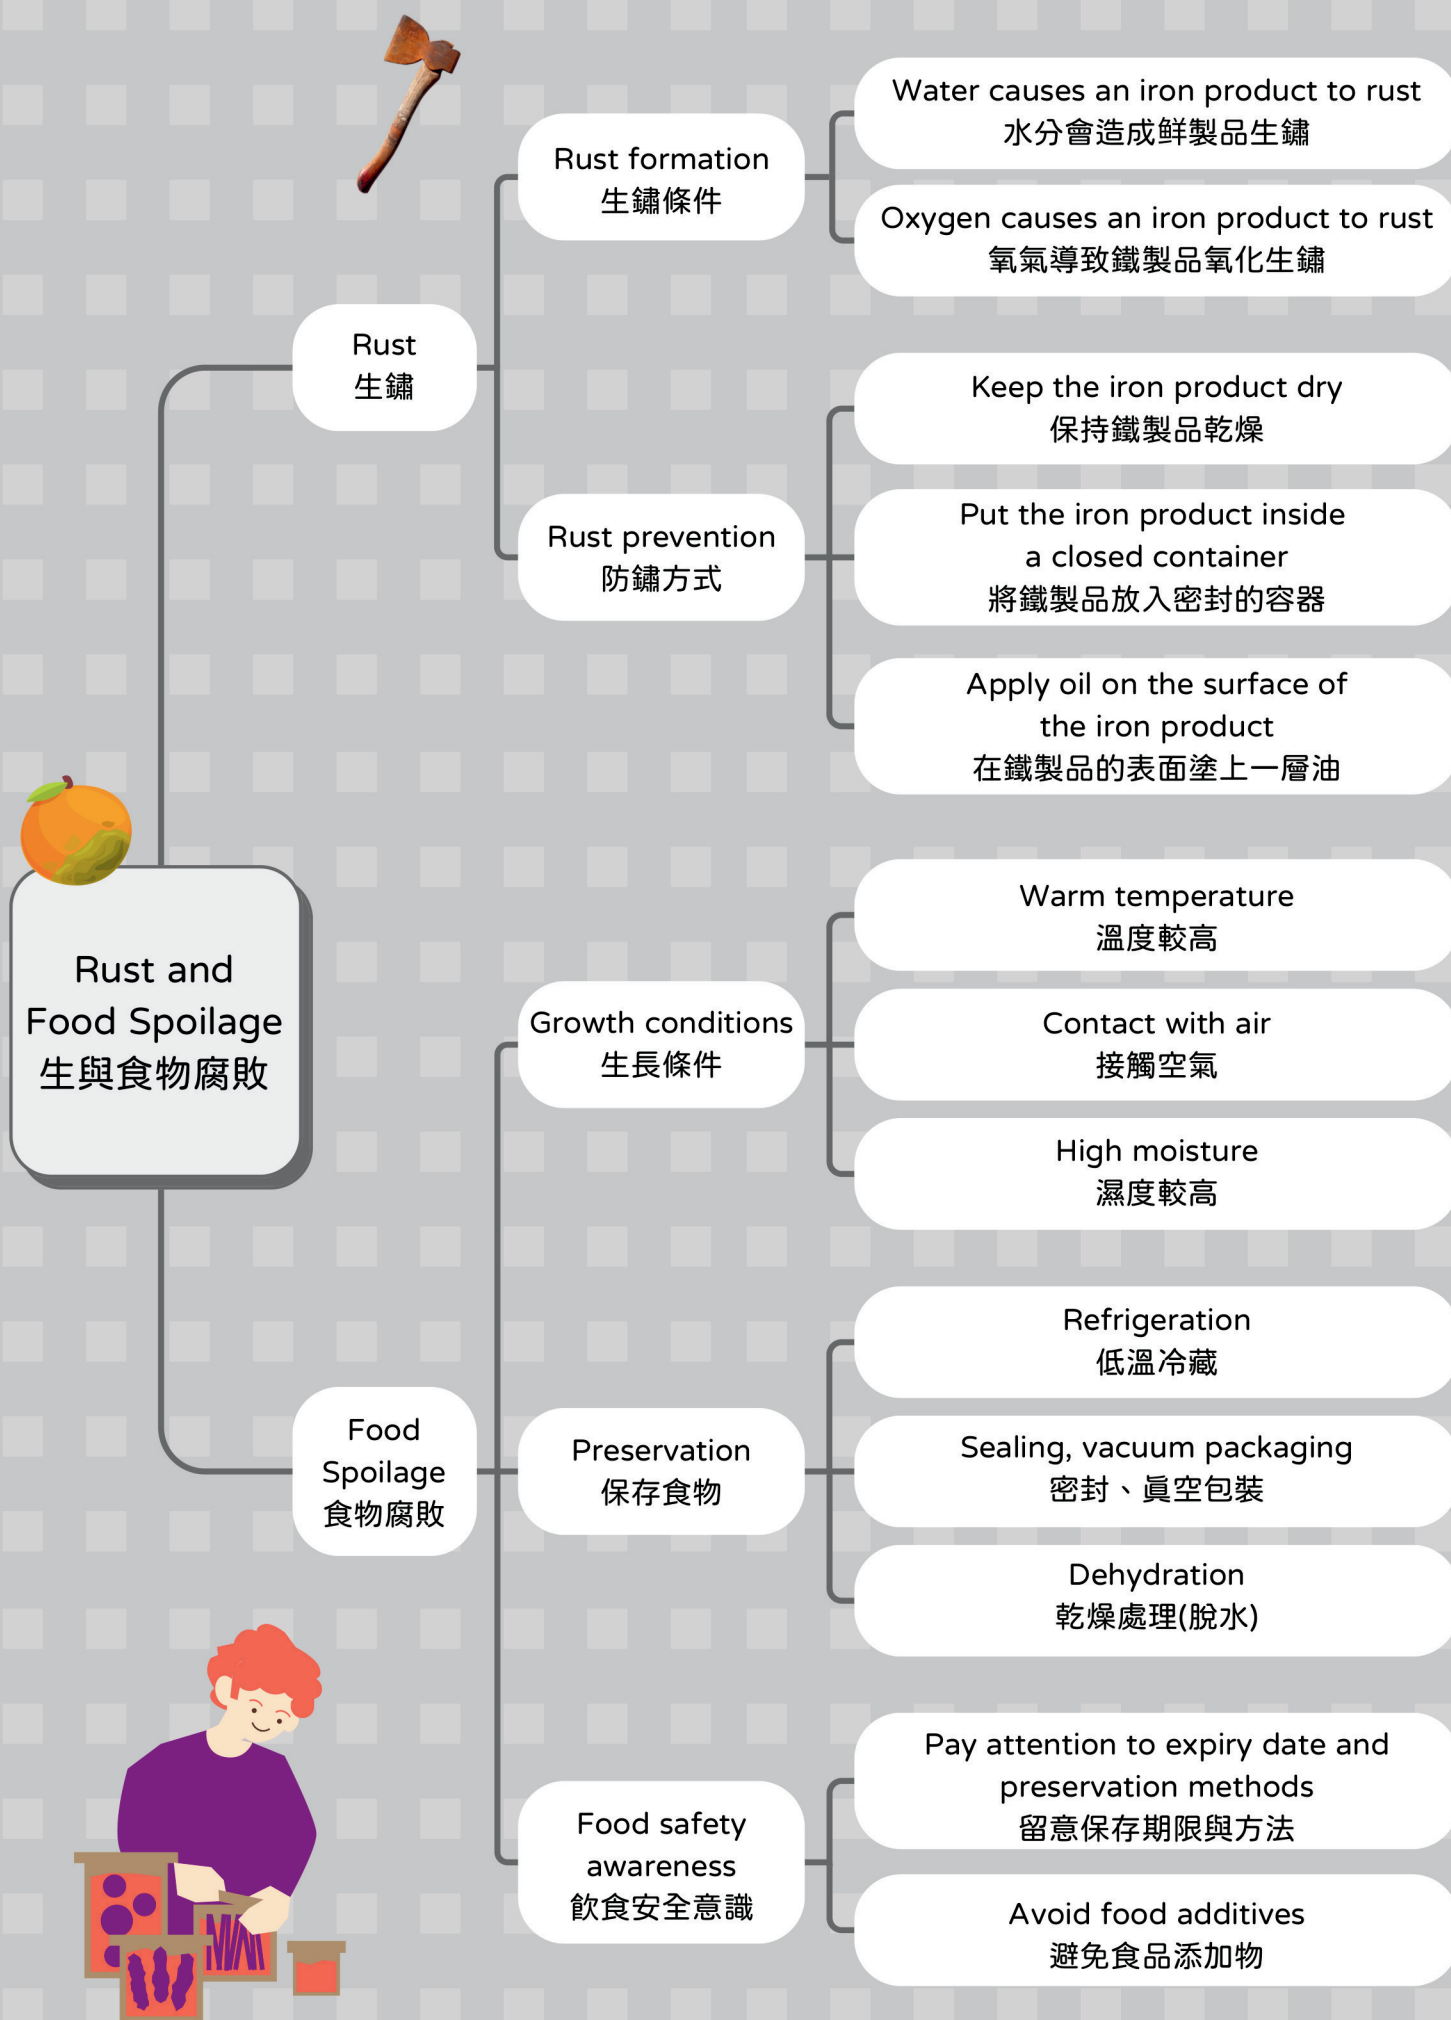 Water causes an iron product to rust
水分會造成鮮製品生鏽
Rust formation
生鏽條件
Oxygen causes an iron product to rust
氧氣導致鐵製品氧化生鏽
Rust
生鏽
Keep the iron product dry
保持鐵製品乾燥
Rust prevention
防鏽方式
Put the iron product inside
a closed container
將鐵製品放入密封的容器
Apply oil on the surface of
the iron product
在鐵製品的表面塗上一層油
Rust and
Food Spoilage
生與食物腐敗
Warm temperature
溫度較高
Growth conditions
生長條件
Contact with air
接觸空氣
High moisture
濕度較高
Food
Spoilage
食物腐敗
Refrigeration
低溫冷藏
Preservation
保存食物
Sealing, vacuum packaging
密封、真空包裝
Dehydration
乾燥處理(脫水)
Food safety
awareness
飲食安全意識
Pay attention to expiry date and
preservation methods
留意保存期限與方法
Avoid food additives
避免食品添加物